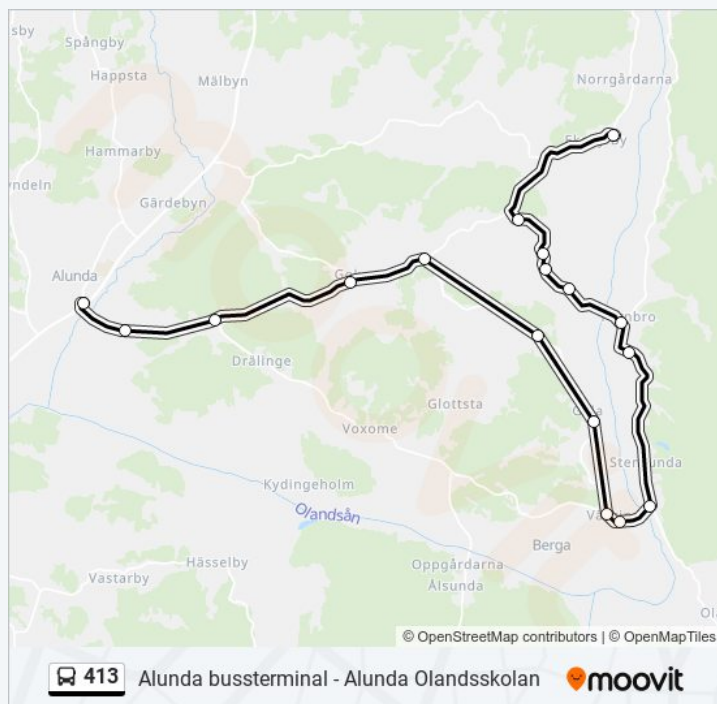 Spångby
Happsta
Mälbyn
Norrgårdarna
Hammarby
Gärdebyn
Alunda
Drälinge
Glottsta
Voxome
Kydingeholm
Olandsån
Berga
Hässelby
Vastarby
Oppgårdarna
Ålsunda
© OpenStreetMap contributors | © OpenMapTiles
413 Alunda bussterminal - Alunda Olandsskolan moovit